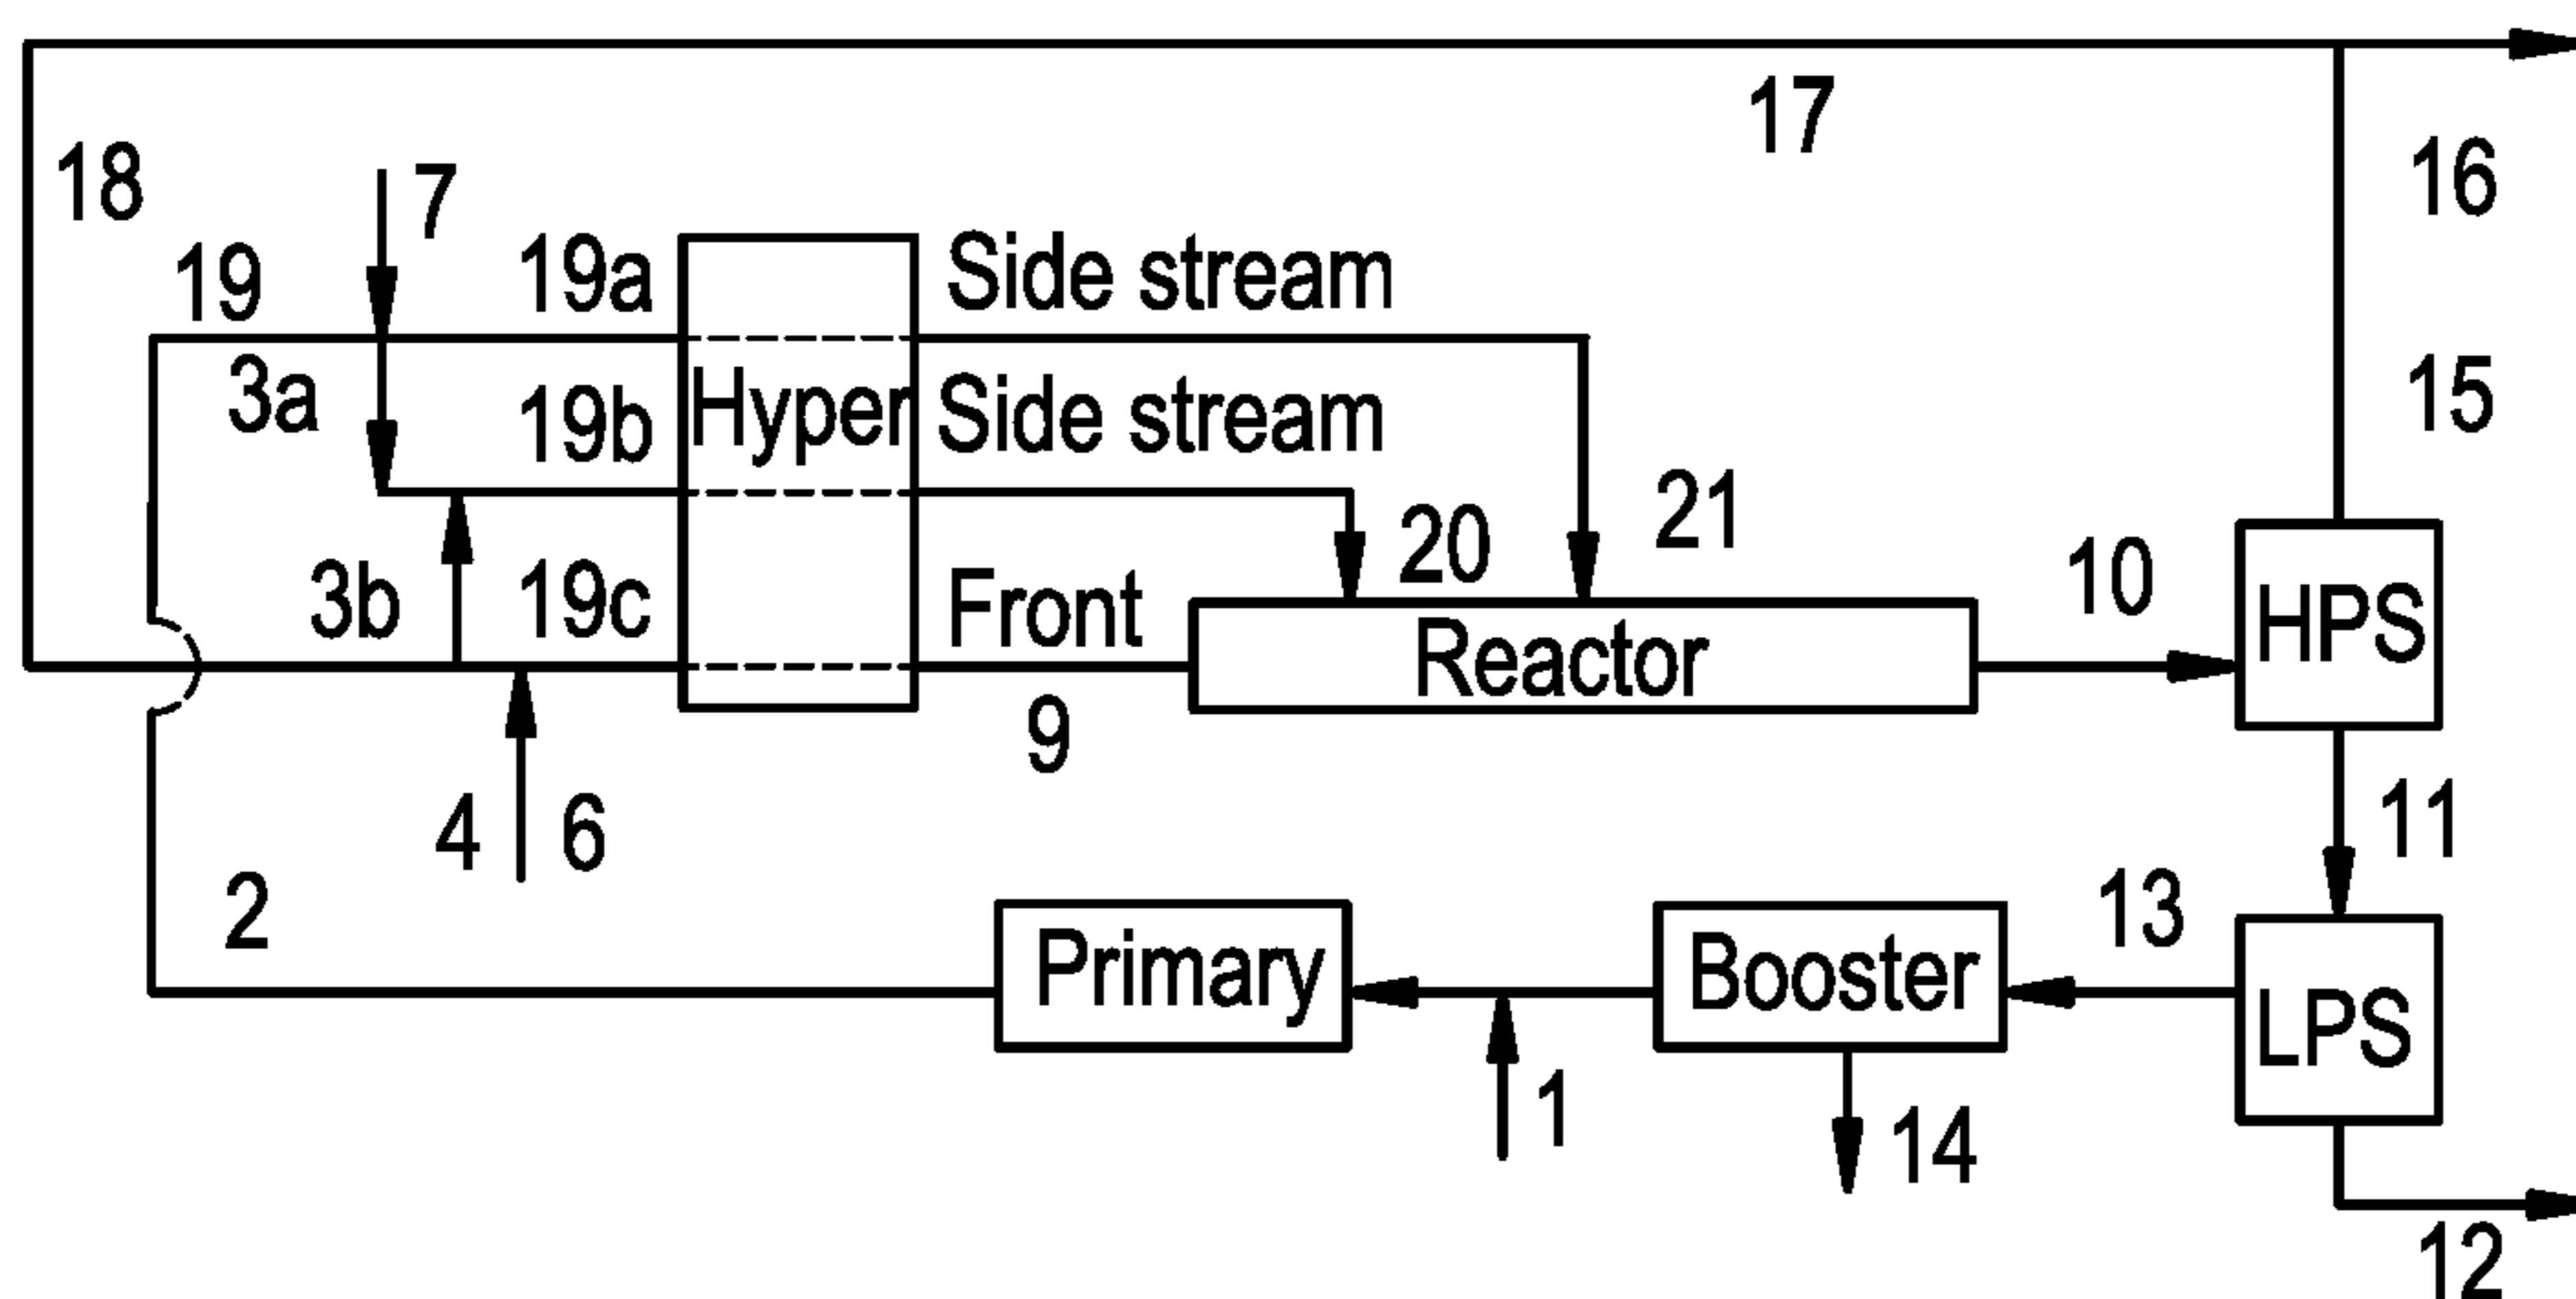 17
18
7
16
19
19a
Side stream
3a
19b
Hyper
Side stream
15
21
20
10
3b
19c
Front
Reactor
HPS
9
4
6
11
2
13
Primary
Booster
LPS
1
14
12